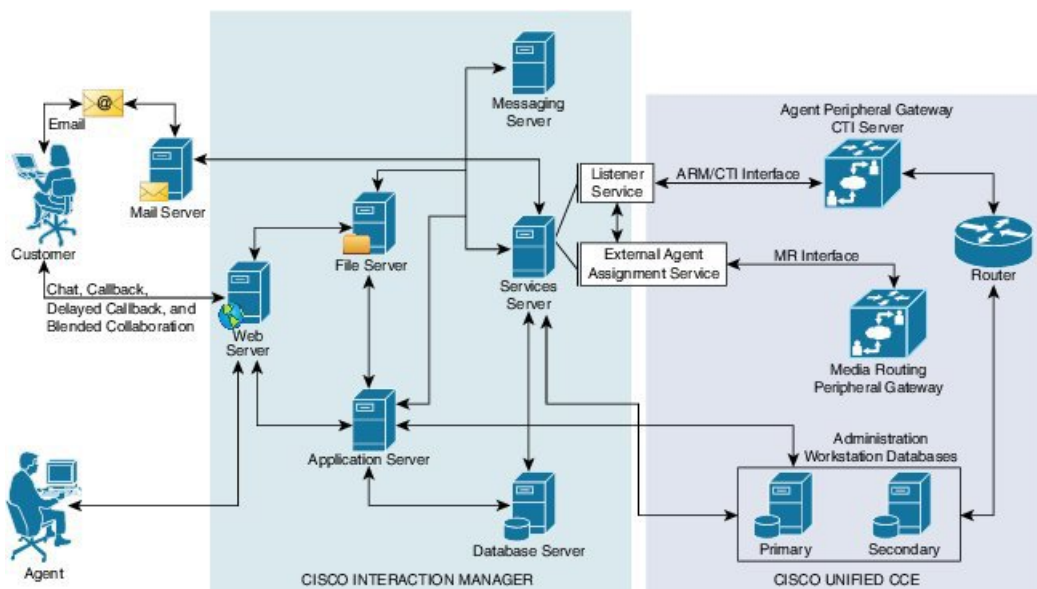 Messaging
Server
@
Email
Agent Peripheral Gateway
CTI Server
Mail Server
Customer
File Server
Listener
Service
ARM/CTI Interface
External Agent
Assignment Service
MR Interface
Router
Services
Server
Chat, Callback,
Delayed Callback, and
Blended Collaboration
Web
Server
Media Routing
Peripheral Gateway
Application Server
Administration
Workstation Databases
Primary
Secondary
Database Server
Agent
CISCO INTERACTION MANAGER
CISCO UNIFIED CCE